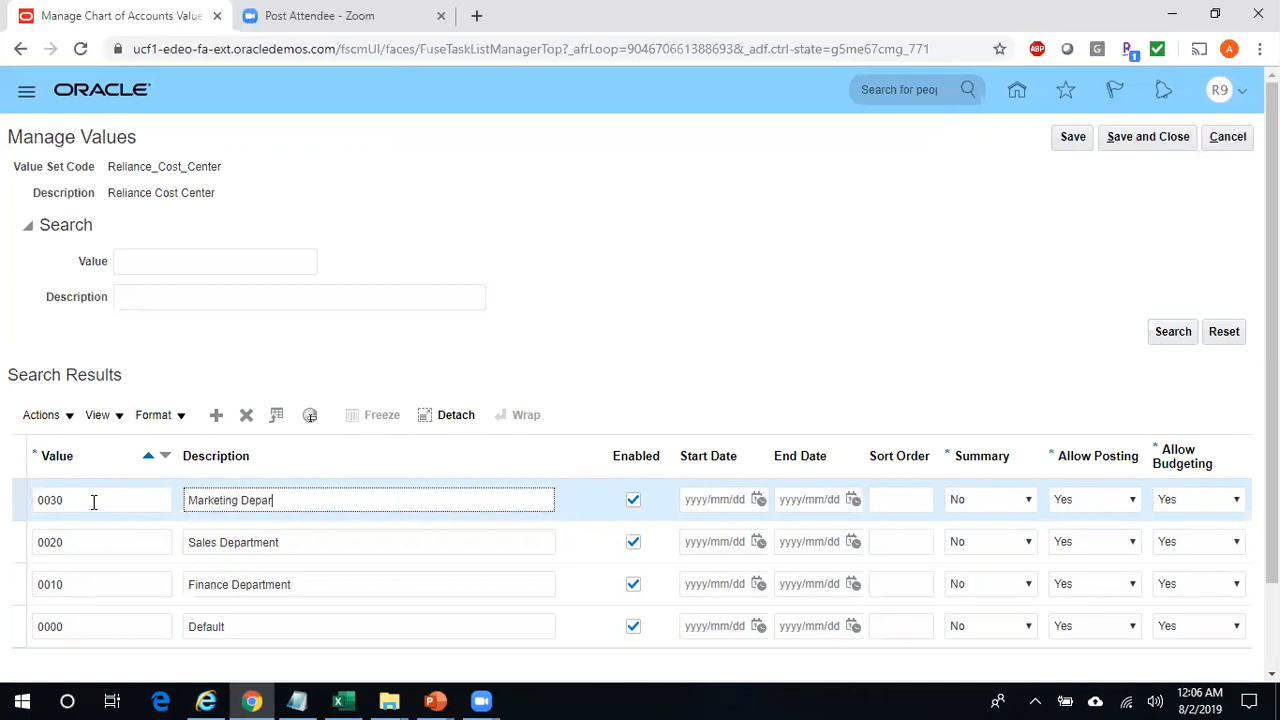 Manage Chart of Accounts Value
Post Attendee - Zoom
ucf1-edeo-fa-ext.oracledemos.com/fscmUI/faces/FuseTaskListManagerTop?_afrLoop=9046706613886938&_adf.ctrl-state=g5me67cmg_771
ABP
G
1
A
ORACLE
Search for peop
R9
Manage Values
Save
Save and Close
Cancel
Value Set Code Reliance_Cost_Center
Description Reliance Cost Center
Search
Value
Description
Search
Reset
Search Results
Actions View Format Freeze Detach Wrap
* Value Description Enabled Start Date End Date Sort Order * Summary * Allow Posting * Allow Budgeting
0030 Marketing Depar yyyy/mm/dd yyyy/mm/dd No Yes Yes
0020 Sales Department yyyy/mm/dd yyyy/mm/dd No Yes Yes
0010 Finance Department yyyy/mm/dd yyyy/mm/dd No Yes Yes
0000 Default yyyy/mm/dd yyyy/mm/dd No Yes Yes
12:06 AM
8/2/2019